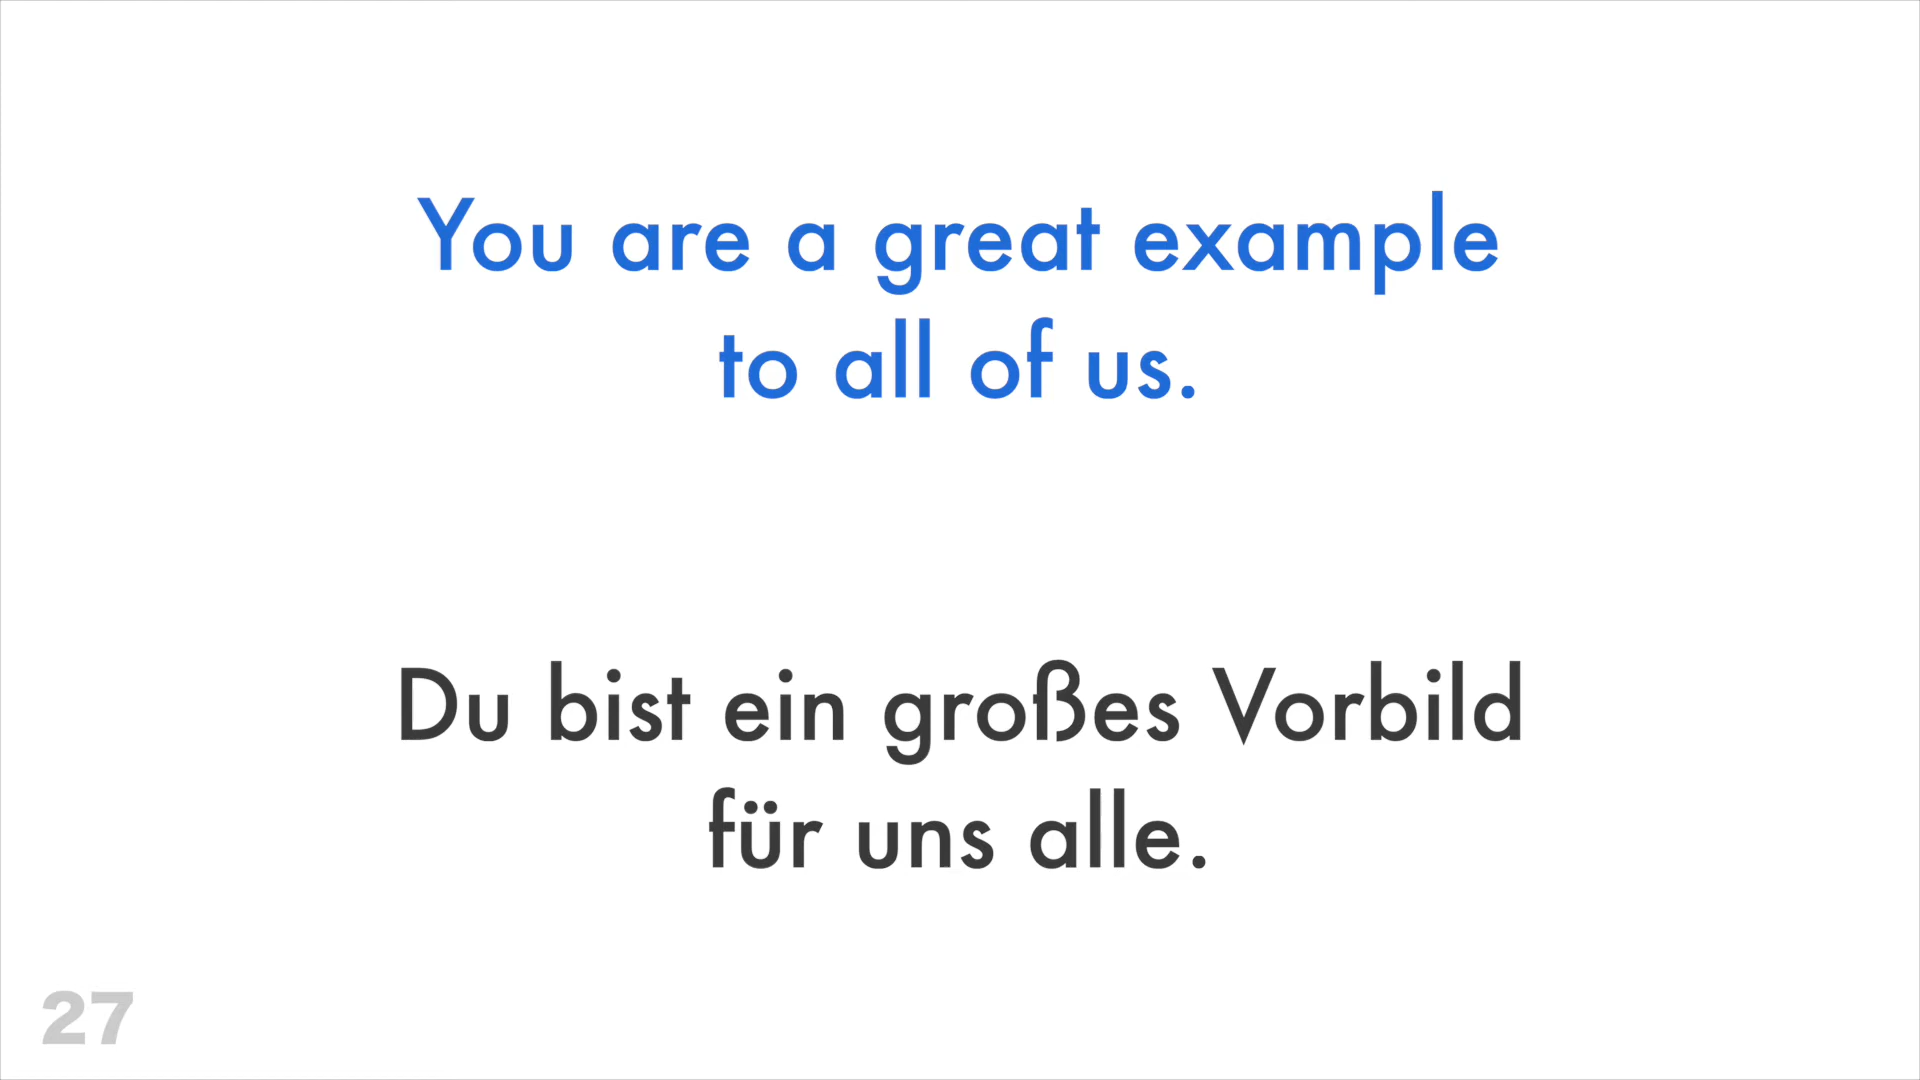 You are a great example
to all of us.
Du bist ein großes Vorbild
für uns alle.
27